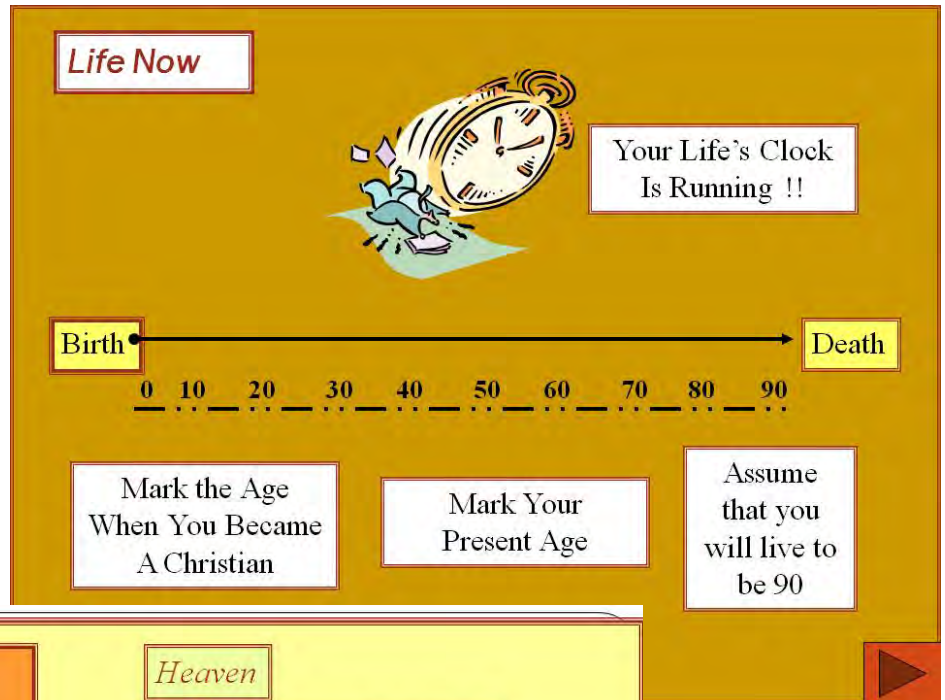 Life Now
Your Life's Clock
Is Running !!
Birth
Death
0 10 20 30 40 50 60 70 80 90
Mark the Age
When You Became
A Christian
Mark Your
Present Age
Assume
that you
will live to
be 90
Heaven